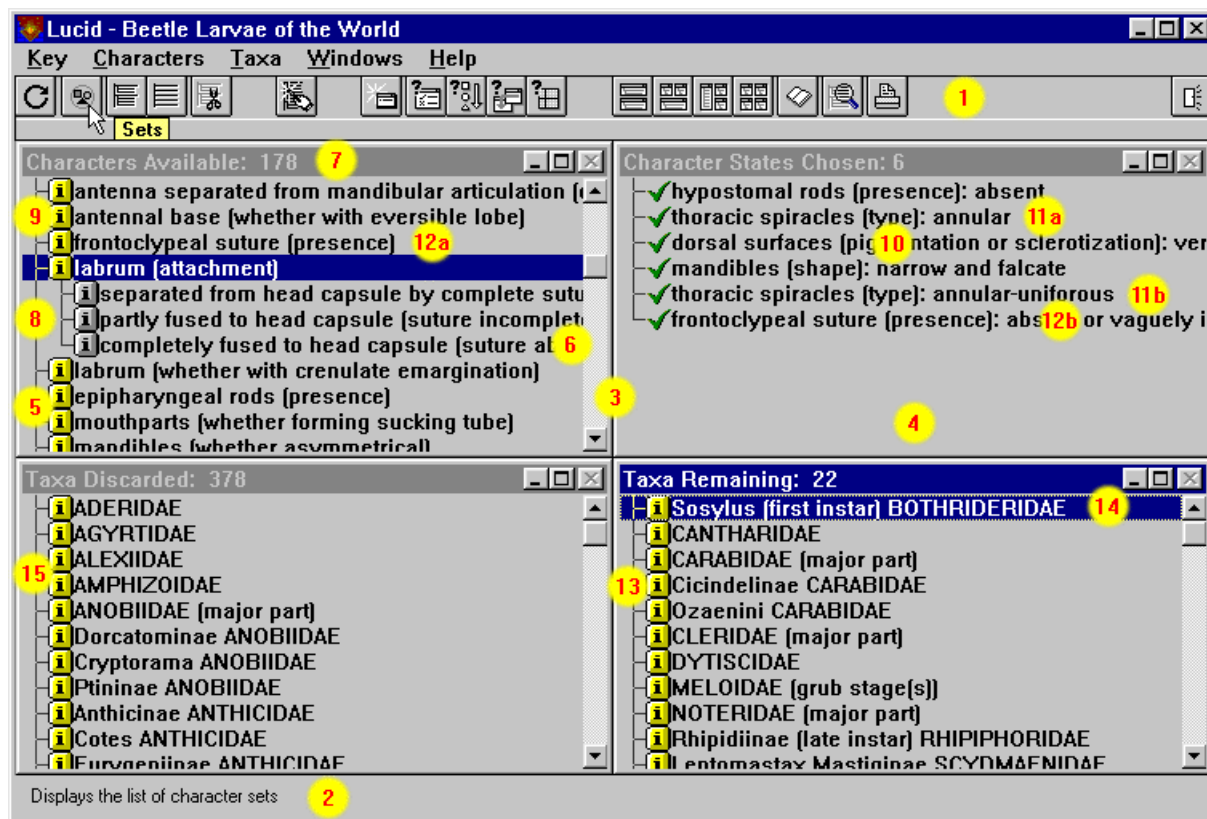 Lucid - Beetle Larvae of the World
Key Characters Taxa Windows Help
1
Sets
Characters Available: 178 7
antenna separated from mandibular articulation (
9 antennal base (whether with eversible lobe)
frontoclypeal suture (presence) 12a
labrum (attachment)
separated from head capsule by complete sutu
8 partly fused to head capsule (suture incomplet
completely fused to head capsule (suture 6
labrum (whether with crenulate emargination)
5 epipharyngeal rods (presence)
mouthparts (whether forming sucking tube)
mandibles (whether asymmetrical)
3
Character States Chosen: 6
hypostomal rods (presence): absent
thoracic spiracles (type): annular 11a
dorsal surfaces (pig 10 ntation or sclerotization): ver
mandibles (shape): narrow and falcate
thoracic spiracles (type): annular-uniforous 11b
frontoclypeal suture (presence): abs 12b or vaguely i
4
Taxa Discarded: 378
ADERIDAE
AGYRTIDAE
ALEXIIDAE
15 AMPHIZOIDAE
ANOBIIDAE (major part)
Dorcatominae ANOBIIDAE
Cryptorama ANOBIIDAE
Ptininae ANOBIIDAE
Anthicinae ANTHICIDAE
Cotes ANTHICIDAE
Eurygeniinae ANTHICIDAE
Taxa Remaining: 22
Sosylus (first instar) BOTHRIDERIDAE 14
CANTHARIDAE
CARABIDAE (major part)
13 Cicindelinae CARABIDAE
Ozaenini CARABIDAE
CLERIDAE (major part)
DYTISCIDAE
MELOIDAE (grub stage(s))
NOTERIDAE (major part)
Rhipidiinae (late instar) RHIPIPHORIDAE
Leptomastax Mastiginae SCYDMAENIDAE
Displays the list of character sets 2